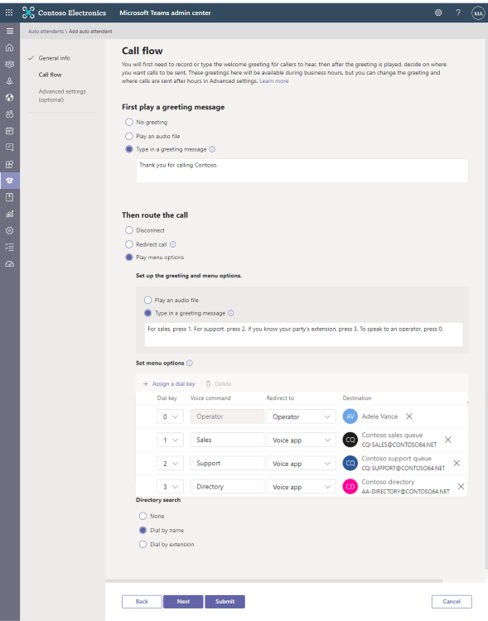 Contoso Electronics Microsoft Teams admin center ? MA
Auto attendants \ Add auto attendant
General info
Call flow
Advanced settings
(optional)
Call flow
You will first need to record or type the welcome greeting for callers to hear, then after the greeting is played, decide on where
you want calls to be sent. These greetings here will be available during business hours, but you can change the greeting and
where calls are sent after hours in Advanced settings. Learn more
First play a greeting message
No greeting
Play an audio file
Type in a greeting message
Thank you for calling Contoso.
Then route the call
Disconnect
Redirect call
Play menu options
Set up the greeting and menu options.
Play an audio file
Type in a greeting message
For sales, press 1. For support, press 2. If you know your party's extension, press 3. To speak to an operator, press 0.
Set menu options
+ Assign a dial key Delete
Dial key Voice command Redirect to Destination
0 Operator Operator AV Adele Vance
1 Sales Voice app CQ Contoso sales queue
CQ-SALES@CONTOSO64.NET
2 Support Voice app CQ Contoso support queue
CQ-SUPPORT@CONTOSO64.NET
3 Directory Voice app CD Contoso directory
AA-DIRECTORY@CONTOSO64.NET
Directory search
None
Dial by name
Dial by extension
Back Next Submit Cancel